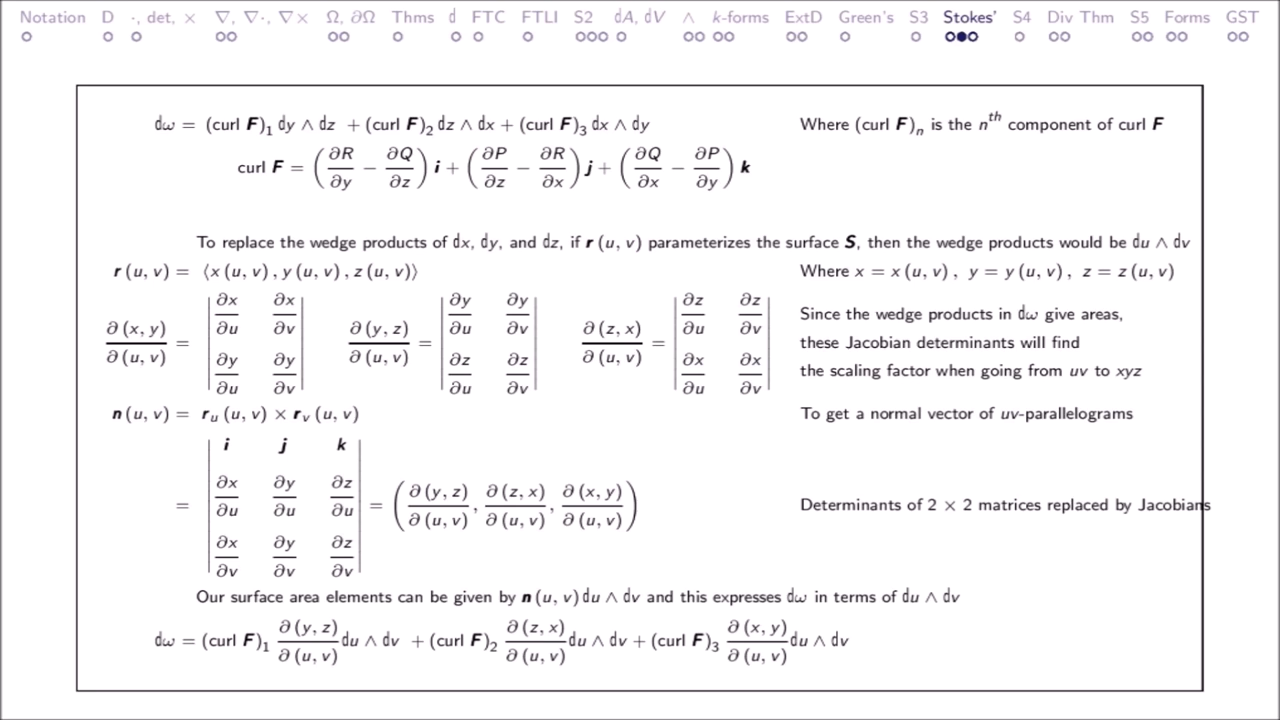 Notation D ·, det, × ∇, ∇·, ∇× Ω, ∂Ω Thms d FTC FTLI S2 dA, dV ∧ k-forms ExtD Green's S3 Stokes' S4 Div Thm S5 Forms GST
dω = (curl F)₁ dy ∧ dz + (curl F)₂ dz ∧ dx + (curl F)₃ dx ∧ dy Where (curl F)ₙ is the nᵗʰ component of curl F
curl F = (∂R/∂y − ∂Q/∂z) i + (∂P/∂z − ∂R/∂x) j + (∂Q/∂x − ∂P/∂y) k
To replace the wedge products of dx, dy, and dz, if r (u, v) parameterizes the surface S, then the wedge products would be du ∧ dv
r (u, v) = ⟨x (u, v) , y (u, v) , z (u, v)⟩ Where x = x (u, v) , y = y (u, v) , z = z (u, v)
∂ (x, y)/∂ (u, v) = |∂x/∂u ∂x/∂v; ∂y/∂u ∂y/∂v| ∂ (y, z)/∂ (u, v) = |∂y/∂u ∂y/∂v; ∂z/∂u ∂z/∂v| ∂ (z, x)/∂ (u, v) = |∂z/∂u ∂z/∂v; ∂x/∂u ∂x/∂v|
Since the wedge products in dω give areas,
these Jacobian determinants will find
the scaling factor when going from uv to xyz
n (u, v) = rᵤ (u, v) × rᵥ (u, v) To get a normal vector of uv-parallelograms
= |i j k; ∂x/∂u ∂y/∂u ∂z/∂u; ∂x/∂v ∂y/∂v ∂z/∂v| = (∂ (y, z)/∂ (u, v), ∂ (z, x)/∂ (u, v), ∂ (x, y)/∂ (u, v)) Determinants of 2 × 2 matrices replaced by Jacobians
Our surface area elements can be given by n (u, v) du ∧ dv and this expresses dω in terms of du ∧ dv
dω = (curl F)₁ ∂ (y, z)/∂ (u, v) du ∧ dv + (curl F)₂ ∂ (z, x)/∂ (u, v) du ∧ dv + (curl F)₃ ∂ (x, y)/∂ (u, v) du ∧ dv